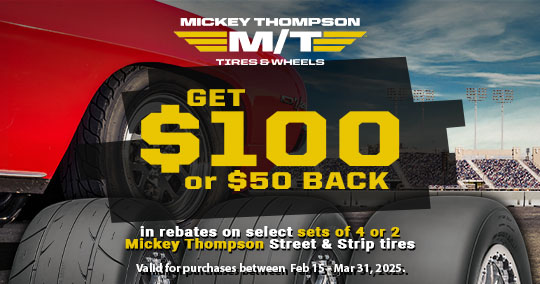 MICKEY THOMPSON
M/T
TIRES & WHEELS
GET
$100
or $50 BACK
in rebates on select sets of 4 or 2
Mickey Thompson Street & Strip tires
Valid for purchases between Feb 15 - Mar 31, 2025.